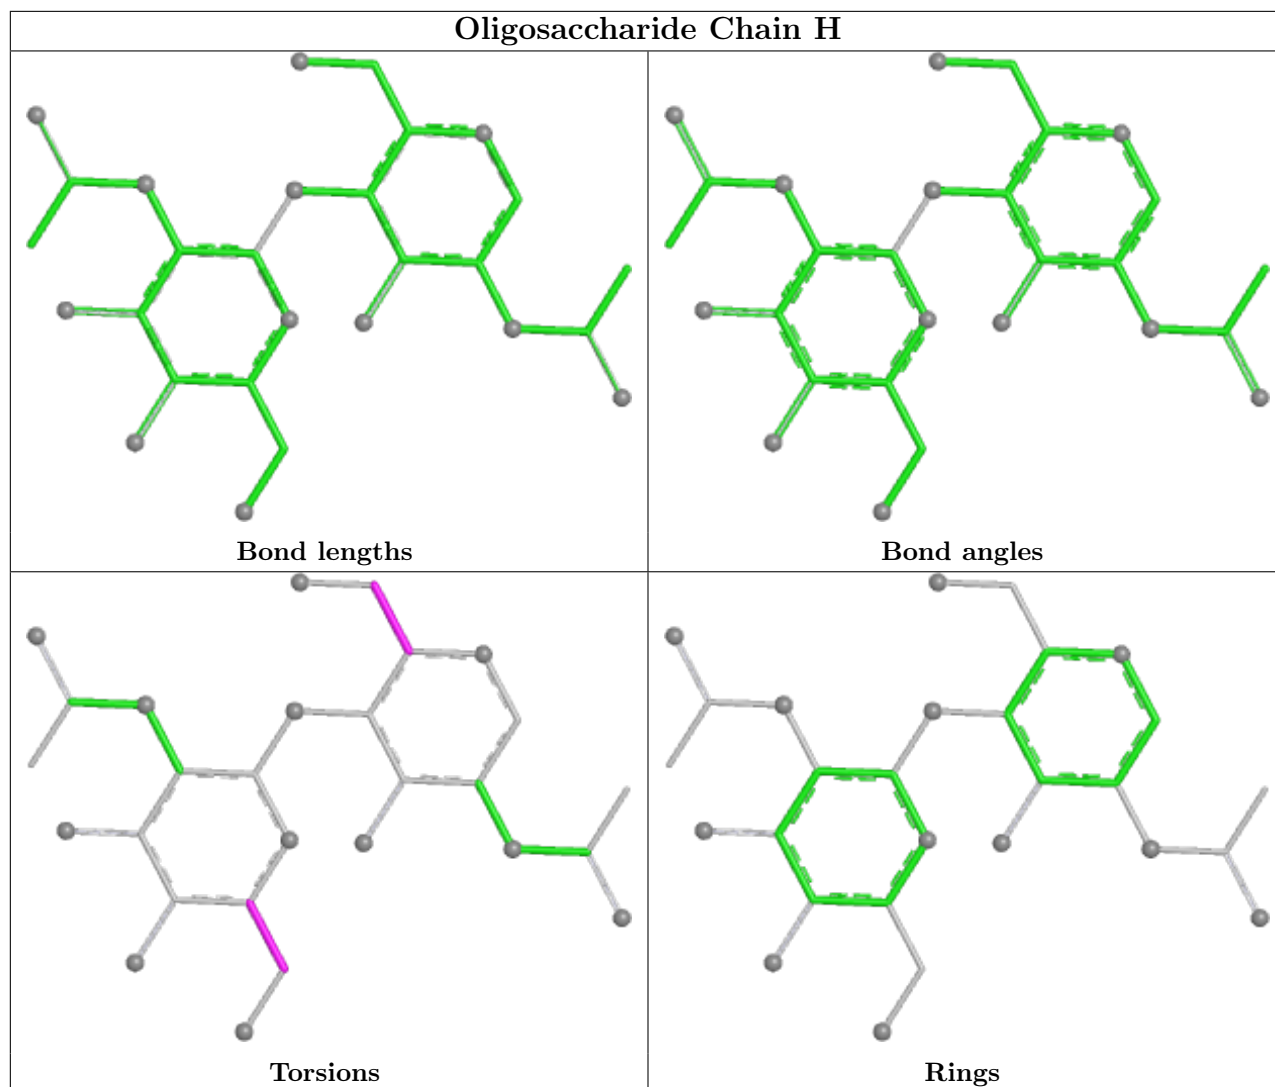 Oligosaccharide Chain H
Bond lengths
Bond angles
Torsions
Rings